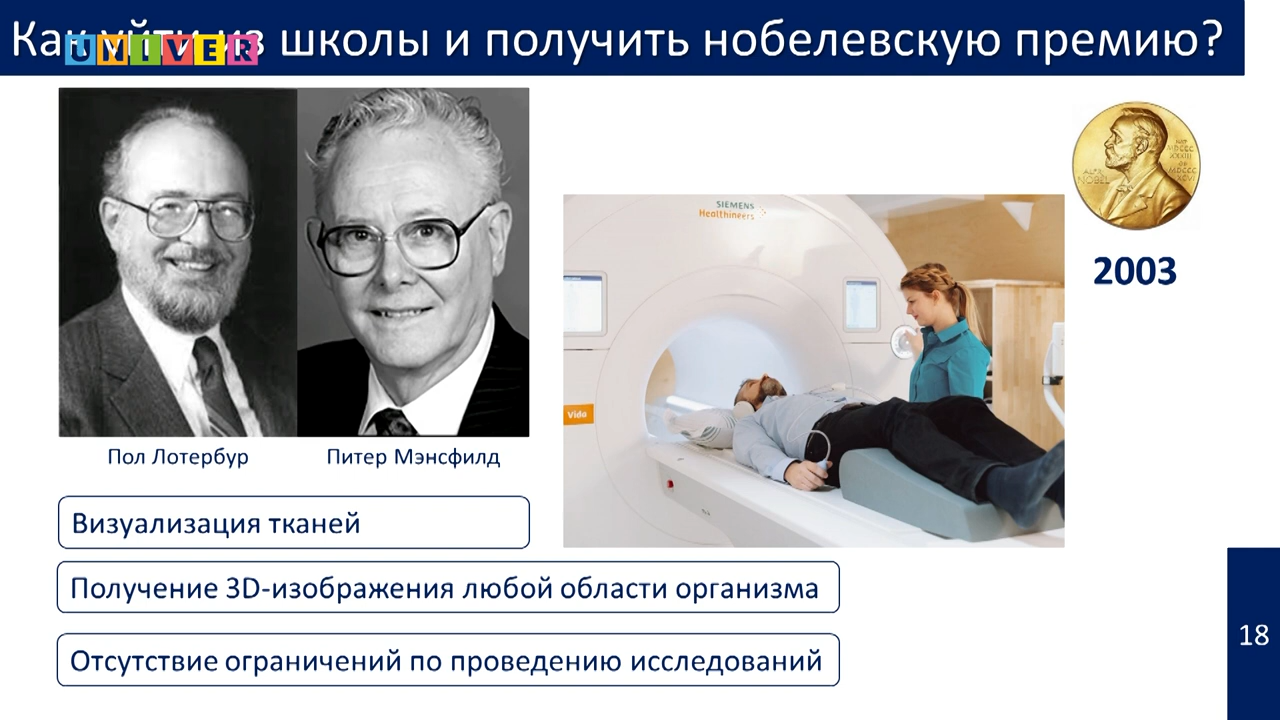 Как уйти из школы и получить нобелевскую премию?
UNIVER
SIEMENS
Healthineers
Vida
2003
Пол Лотербур
Питер Мэнсфилд
Визуализация тканей
Получение 3D-изображения любой области организма
Отсутствие ограничений по проведению исследований
18